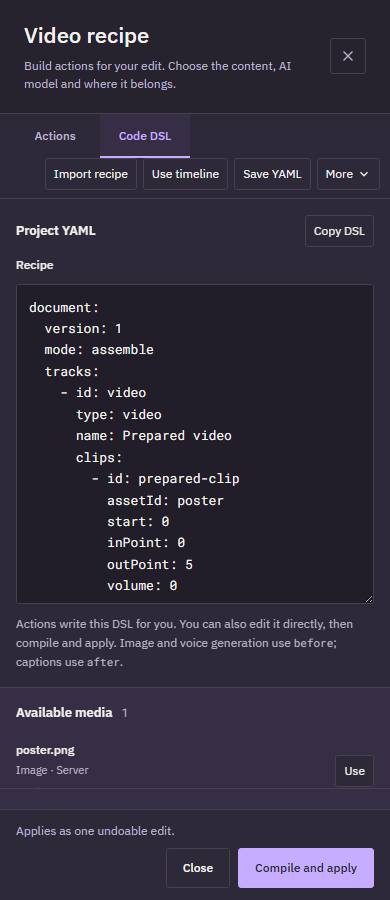 Video recipe
Build actions for your edit. Choose the content, AI
model and where it belongs.
Actions
Code DSL
Import recipe
Use timeline
Save YAML
More
Project YAML
Copy DSL
Recipe
document:
  version: 1
  mode: assemble
  tracks:
    - id: video
      type: video
      name: Prepared video
      clips:
        - id: prepared-clip
          assetId: poster
          start: 0
          inPoint: 0
          outPoint: 5
          volume: 0
Actions write this DSL for you. You can also edit it directly, then
compile and apply. Image and voice generation use before;
captions use after.
Available media 1
poster.png
Image · Server
Use
Applies as one undoable edit.
Close
Compile and apply